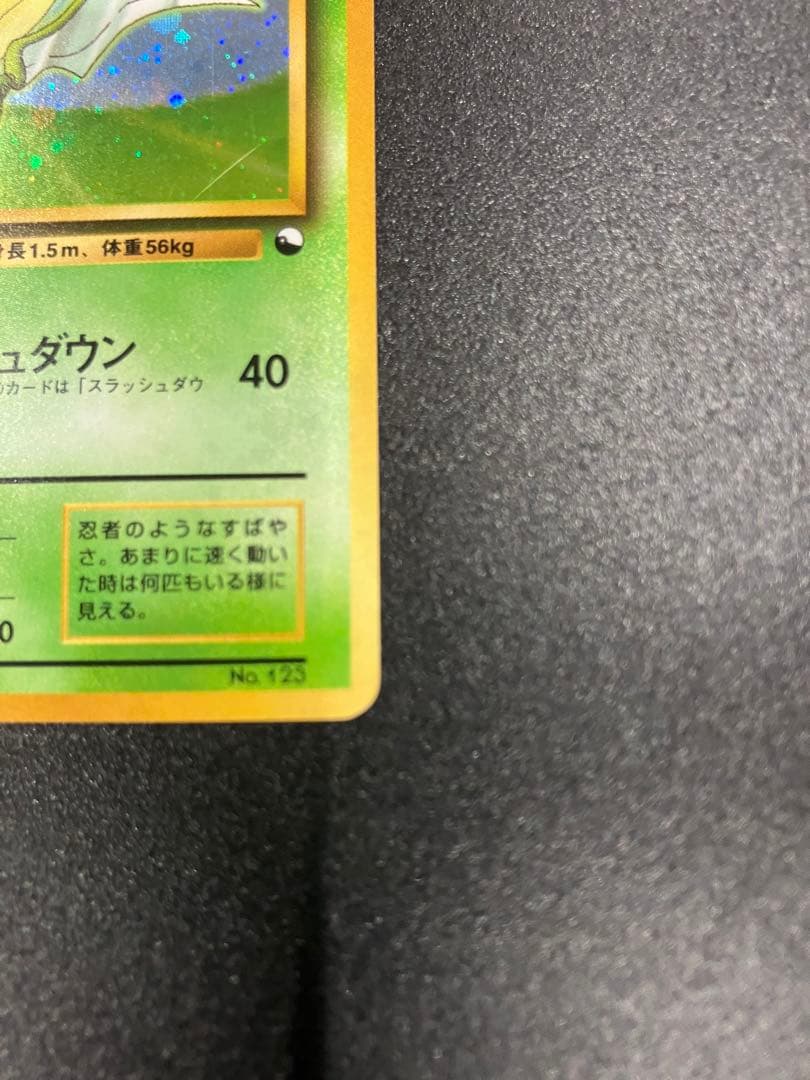 長1.5m、体重56kg
ュダウン
40
カードは「スラッシュダウ
忍者のようなすばや
さ。あまりに速く動い
た時は何匹もいる様に
見える。
0
No. 123